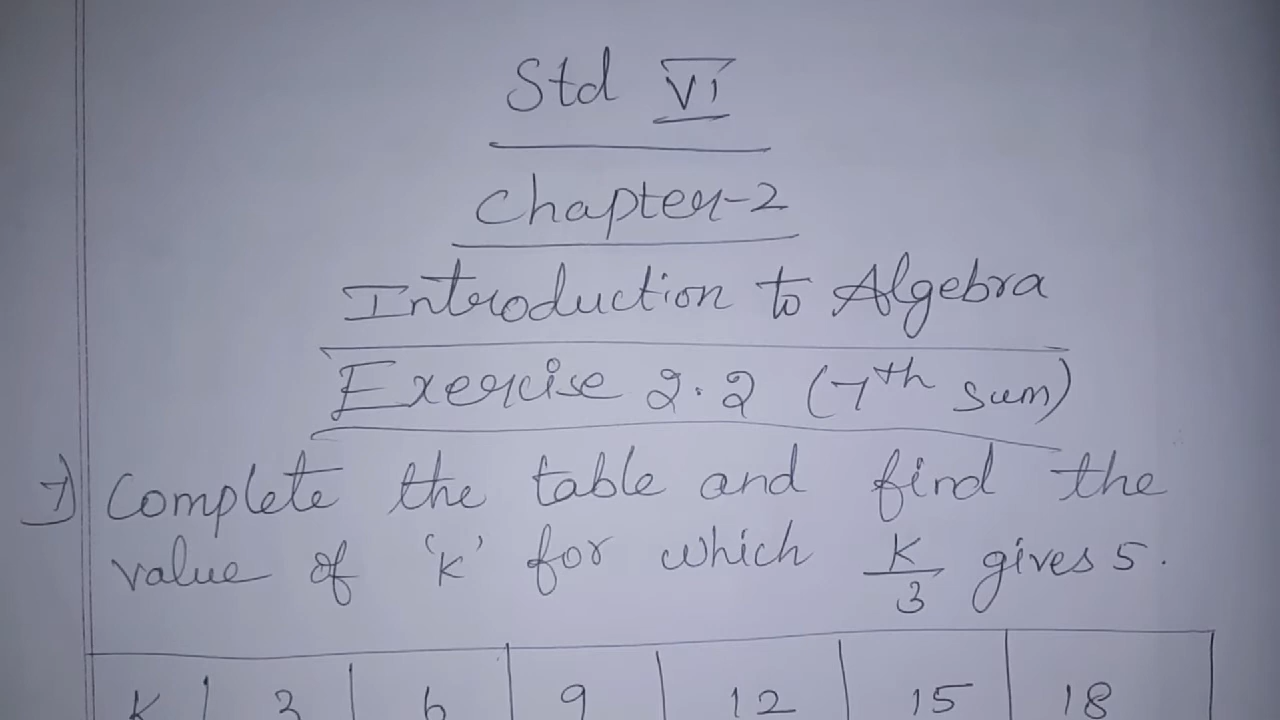 Std VI
Chapter-2
Introduction to Algebra
Exercise 2.2 (7th sum)
7) Complete the table and find the
value of 'K' for which K/3 gives 5.
K 3 6 9 12 15 18